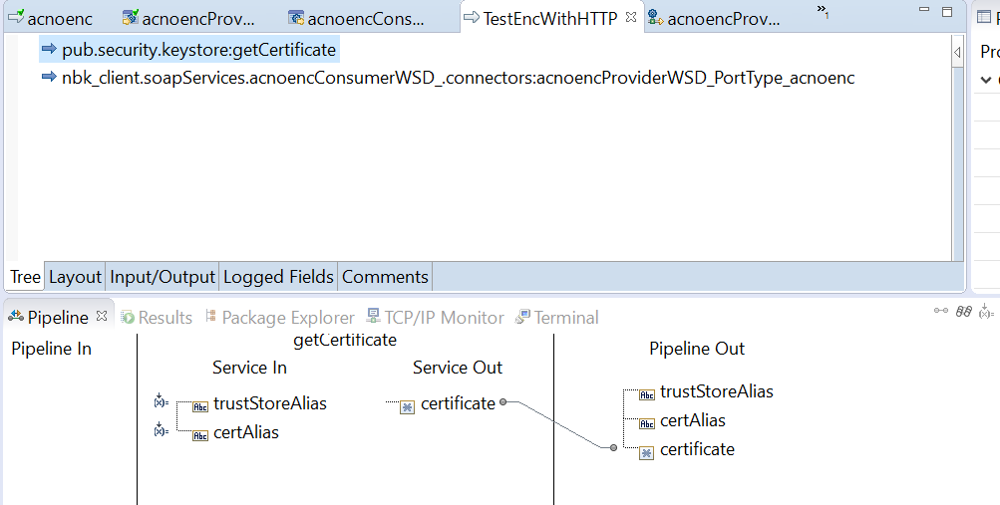 acnoenc acnoencProv... acnoencCons... TestEncWithHTTP acnoencProv... »1
pub.security.keystore:getCertificate
nbk_client.soapServices.acnoencConsumerWSD_.connectors:acnoencProviderWSD_PortType_acnoenc
Pro
Tree Layout Input/Output Logged Fields Comments
Pipeline Results Package Explorer TCP/IP Monitor Terminal
getCertificate
Pipeline In Service In Service Out Pipeline Out
trustStoreAlias certificate trustStoreAlias
certAlias certAlias
certificate